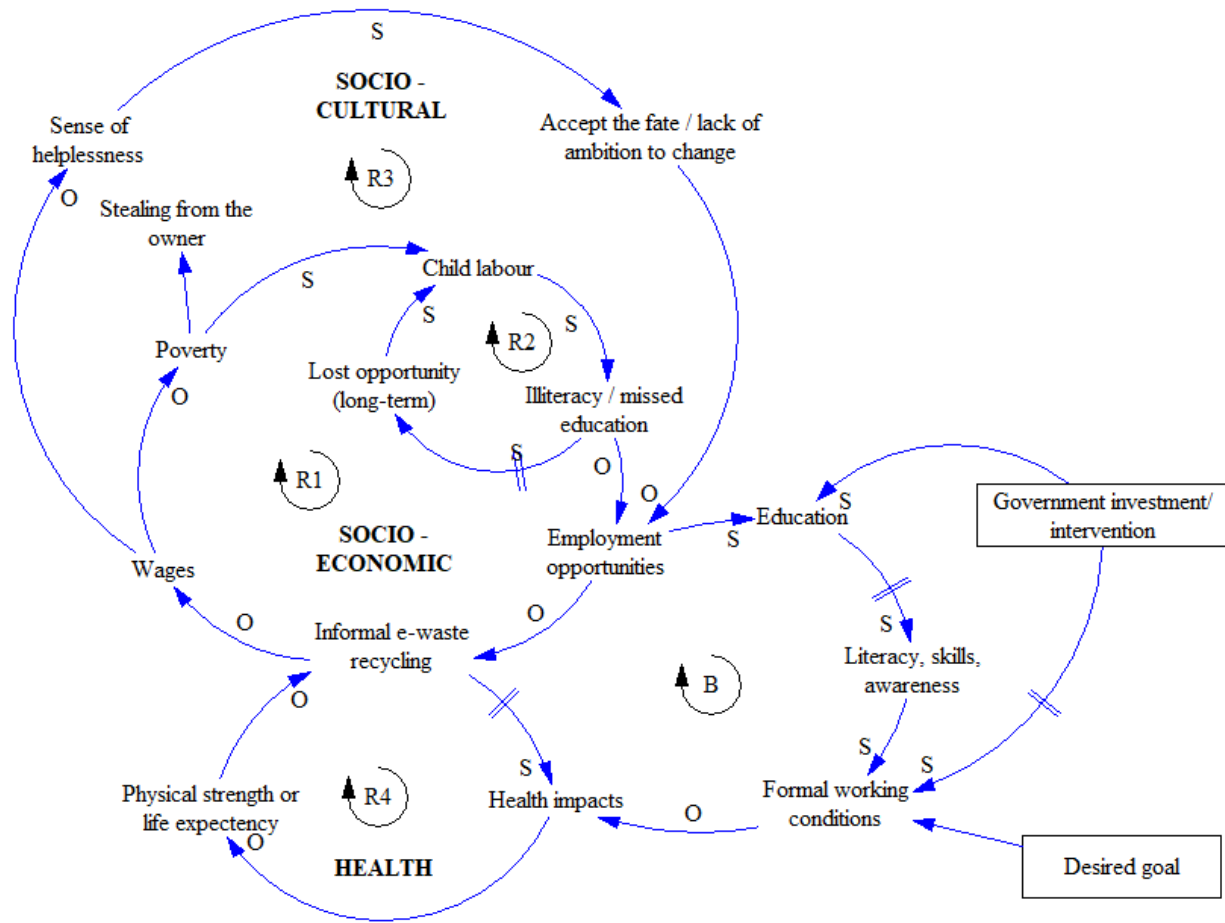 S
SOCIO -
CULTURAL
Sense of
helplessness
O
Accept the fate / lack of
ambition to change
R3
Stealing from the
owner
Child labour
S
S
S
R2
Poverty
O
Lost opportunity
(long-term)
Illiteracy / missed
education
S
O
O
R1
SOCIO -
ECONOMIC
Employment
opportunities
S
Education
S
Government investment/
intervention
Wages
O
O
Informal e-waste
recycling
S
Literacy, skills,
awareness
O
B
S
S
S
Physical strength or
life expectency
O
R4
Health impacts
O
Formal working
conditions
HEALTH
Desired goal